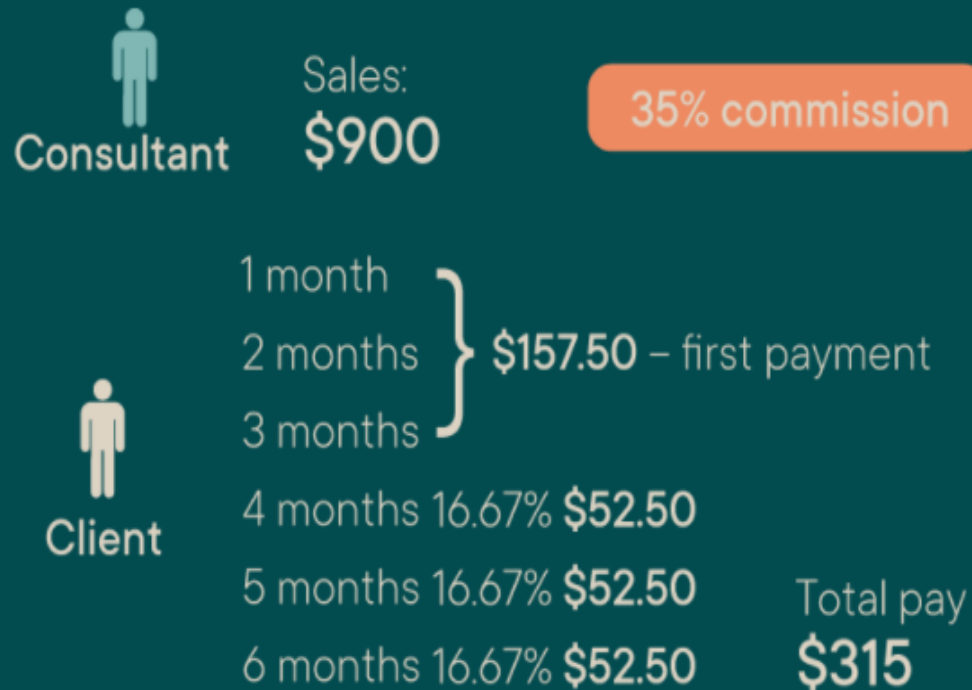 Sales:
$900
35% commission
Consultant
1 month
2 months
$157.50 – first payment
3 months
Client
4 months 16.67% $52.50
5 months 16.67% $52.50
6 months 16.67% $52.50
Total pay
$315